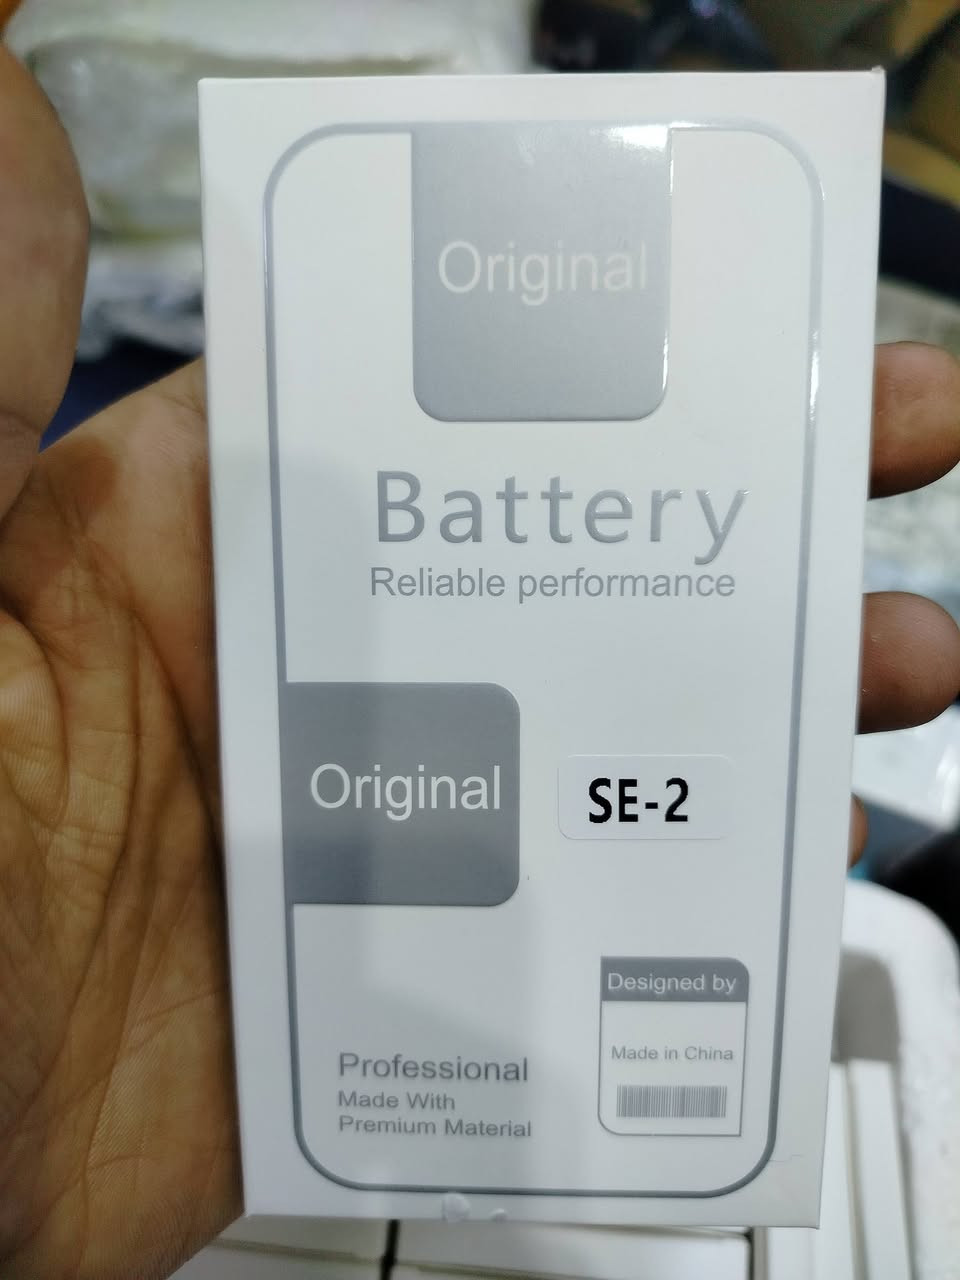 Original
Battery
Reliable performance
Original
SE-2
Designed by
Made in China
Professional
Made With
Premium Material